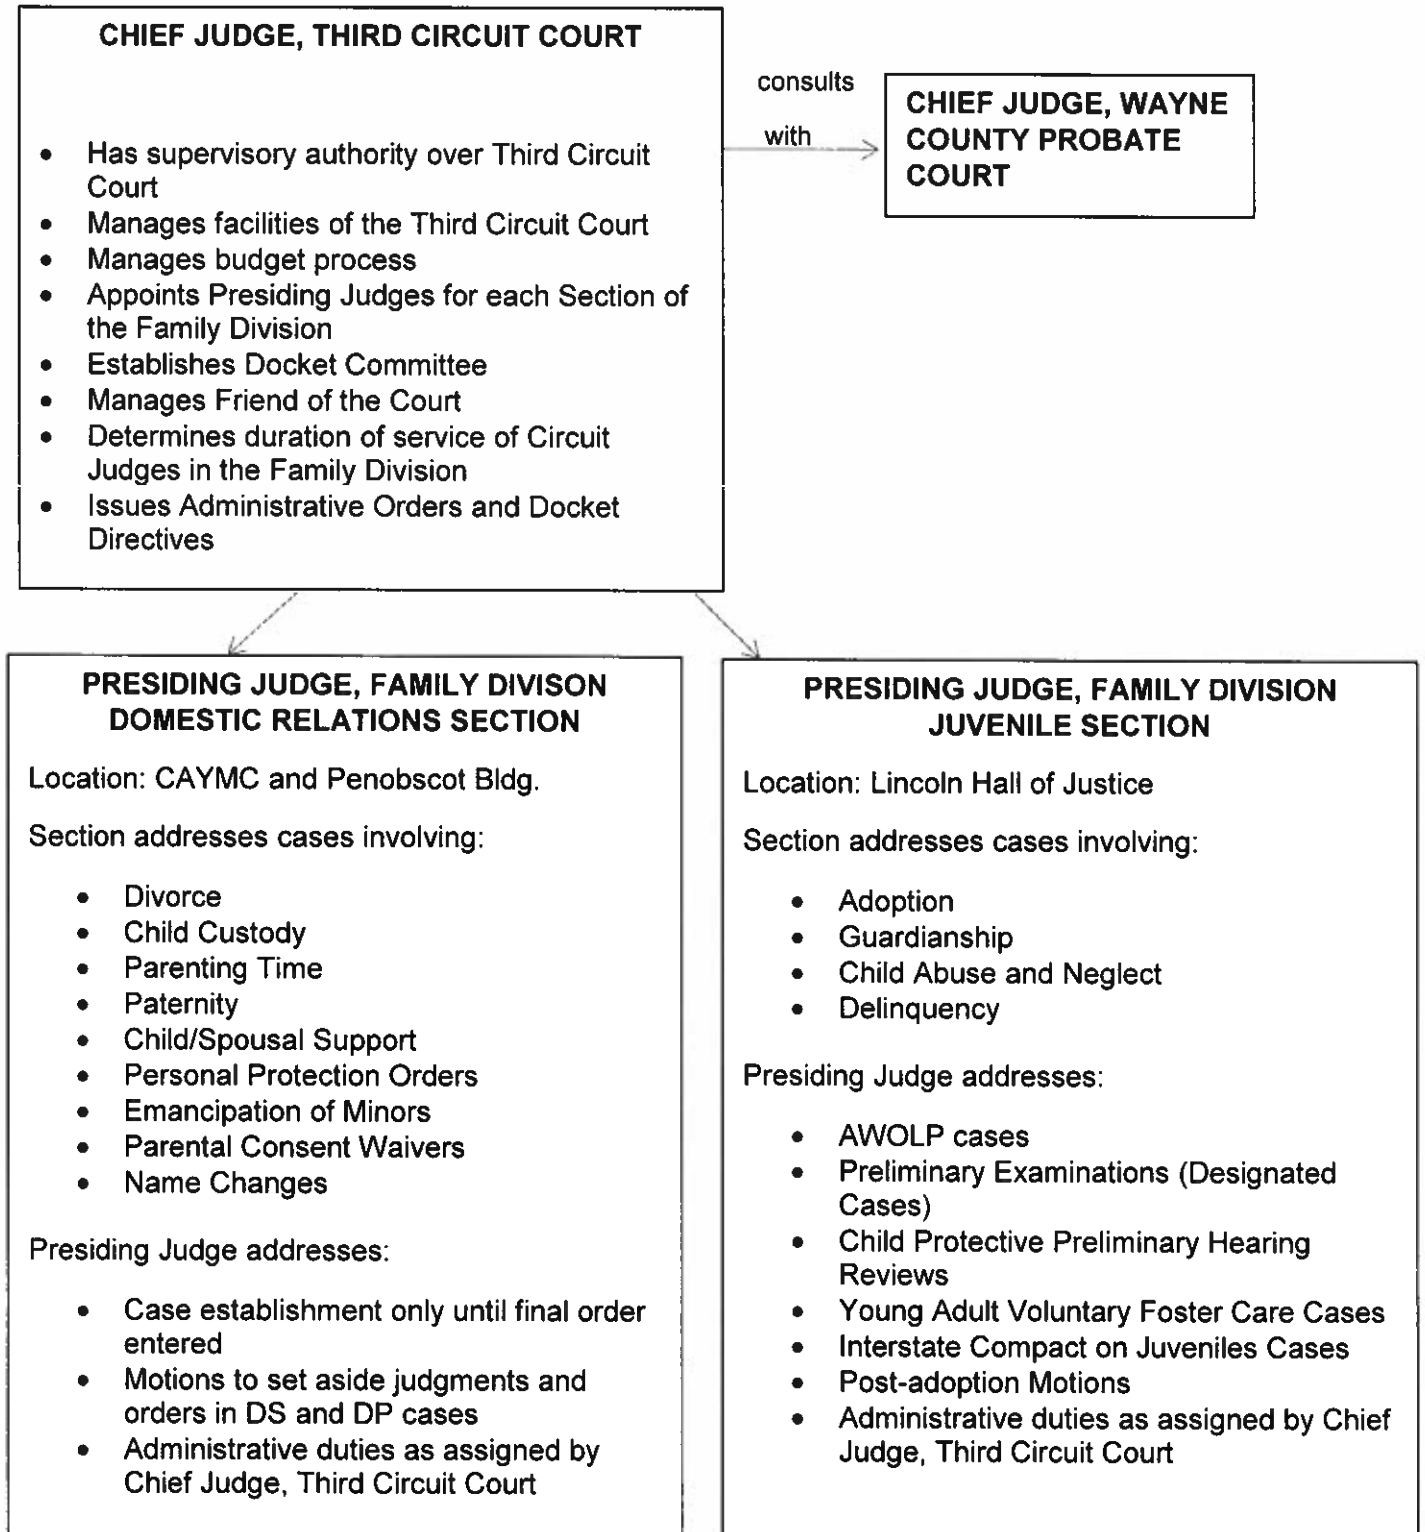 CHIEF JUDGE, THIRD CIRCUIT COURT
• Has supervisory authority over Third Circuit
Court
• Manages facilities of the Third Circuit Court
• Manages budget process
• Appoints Presiding Judges for each Section of
the Family Division
• Establishes Docket Committee
• Manages Friend of the Court
• Determines duration of service of Circuit
Judges in the Family Division
• Issues Administrative Orders and Docket
Directives
consults
with
CHIEF JUDGE, WAYNE
COUNTY PROBATE
COURT
PRESIDING JUDGE, FAMILY DIVISON
DOMESTIC RELATIONS SECTION
Location: CAYMC and Penobscot Bldg.
Section addresses cases involving:
• Divorce
• Child Custody
• Parenting Time
• Paternity
• Child/Spousal Support
• Personal Protection Orders
• Emancipation of Minors
• Parental Consent Waivers
• Name Changes
Presiding Judge addresses:
• Case establishment only until final order
entered
• Motions to set aside judgments and
orders in DS and DP cases
• Administrative duties as assigned by
Chief Judge, Third Circuit Court
PRESIDING JUDGE, FAMILY DIVISION
JUVENILE SECTION
Location: Lincoln Hall of Justice
Section addresses cases involving:
• Adoption
• Guardianship
• Child Abuse and Neglect
• Delinquency
Presiding Judge addresses:
• AWOLP cases
• Preliminary Examinations (Designated
Cases)
• Child Protective Preliminary Hearing
Reviews
• Young Adult Voluntary Foster Care Cases
• Interstate Compact on Juveniles Cases
• Post-adoption Motions
• Administrative duties as assigned by Chief
Judge, Third Circuit Court